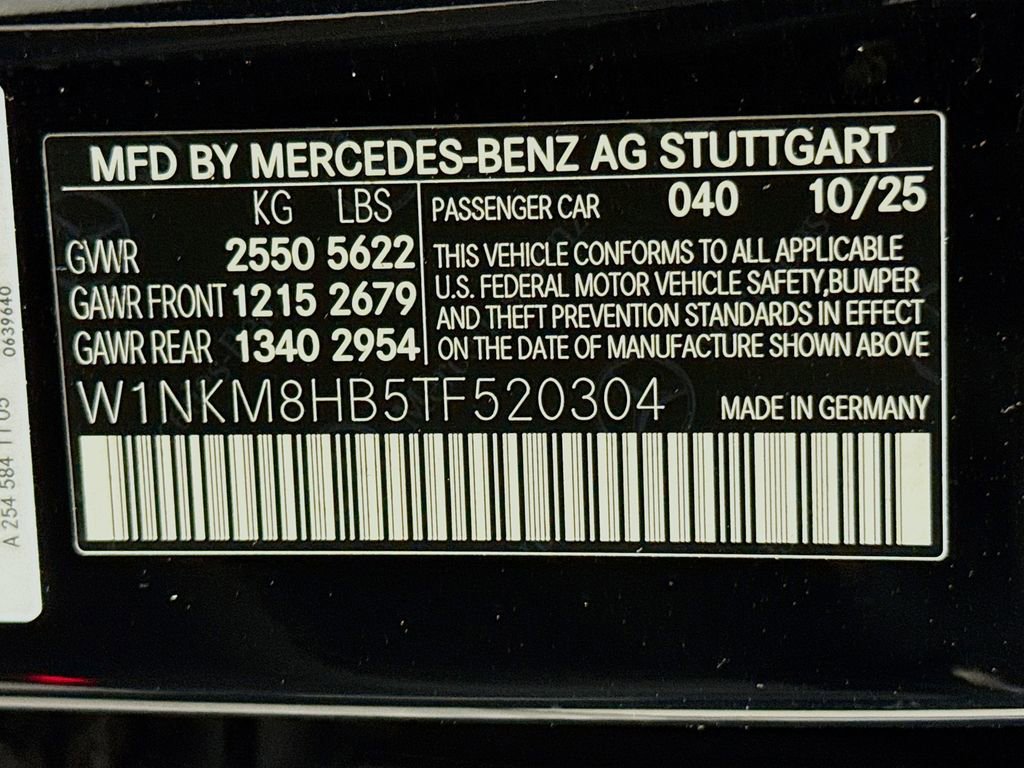 MFD BY MERCEDES-BENZ AG STUTTGART
KG LBS
GVWR 2550 5622
GAWR FRONT 1215 2679
GAWR REAR 1340 2954
PASSENGER CAR 040 10/25
THIS VEHICLE CONFORMS TO ALL APPLICABLE
U.S. FEDERAL MOTOR VEHICLE SAFETY,BUMPER
AND THEFT PREVENTION STANDARDS IN EFFECT
ON THE DATE OF MANUFACTURE SHOWN ABOVE
W1NKM8HB5TF520304
MADE IN GERMANY
A 254 584 11 05 0639640